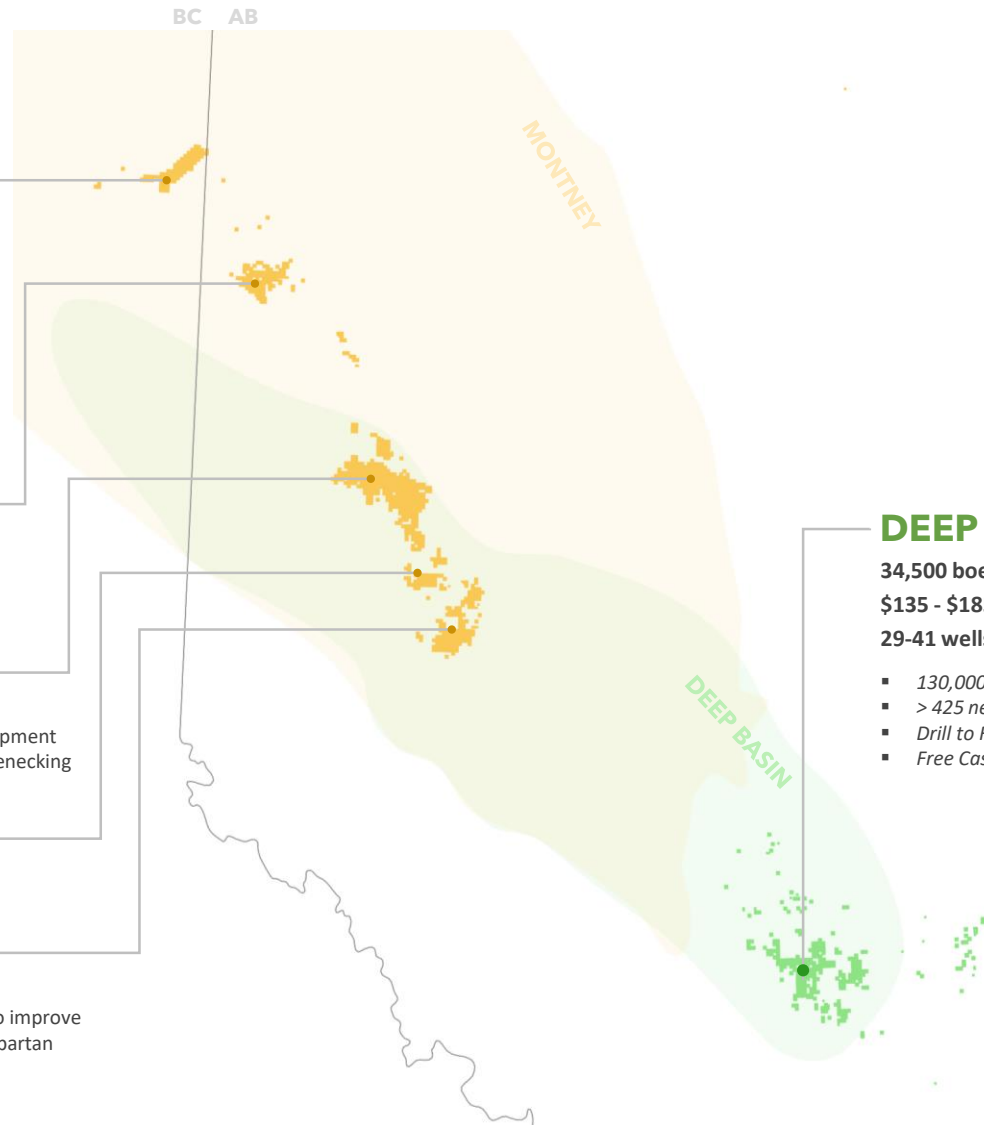 BC AB
MONTNEY
DEEP
34,500 boe
$135 - $18
29-41 wells
▪ 130,000
▪ > 425 ne
▪ Drill to
▪ Free Cas
DEEP BASIN
pment
enecking
o improve
partan